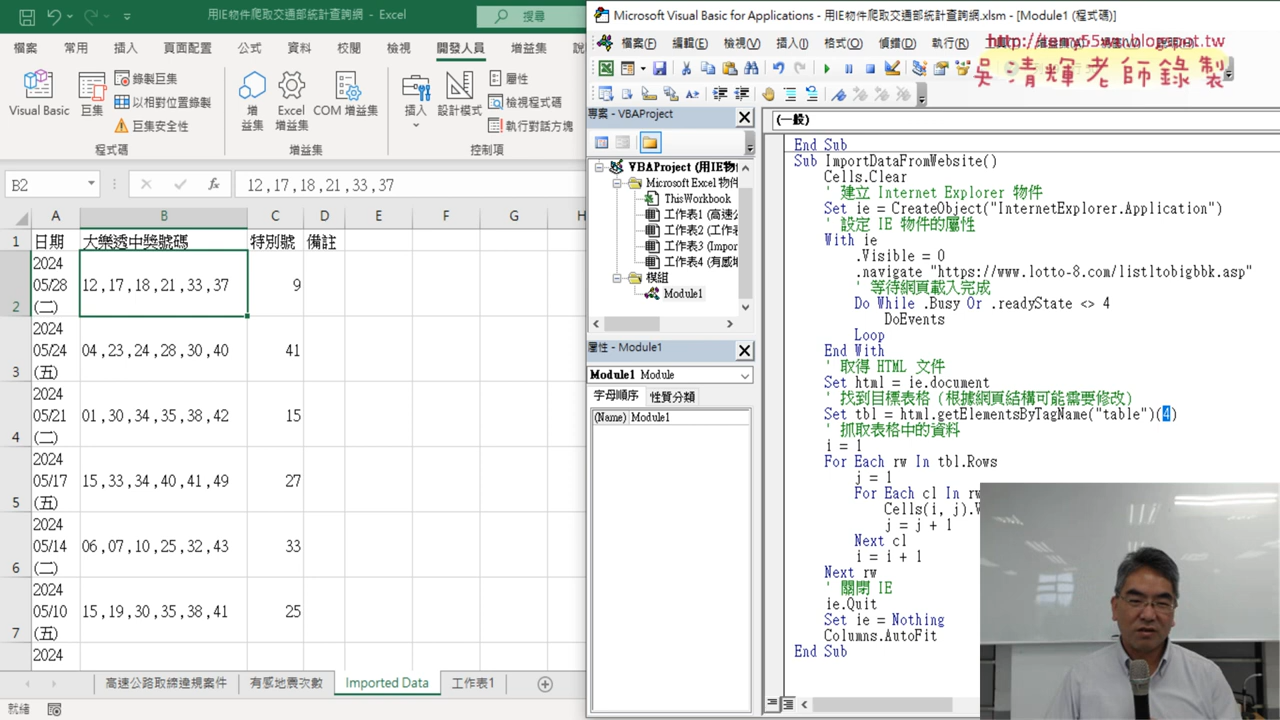 用IE物件爬取交通部統計查詢網 - Excel
搜尋
檔案 常用 插入 頁面配置 公式 資料 校閱 檢視 開發人員 增益集 說
Visual Basic 巨集 錄製巨集 以相對位置錄製 巨集安全性
增益集 Excel 增益集 COM 增益集
插入 設計模式 屬性 檢視程式碼 執行對話方塊
程式碼 增益集 控制項
B2 fx 12,17,18,21,33,37
A B C D E F G H
1 日期 大樂透中獎號碼 特別號 備註
2 2024 05/28 (二) 12,17,18,21,33,37 9
3 2024 05/24 (五) 04,23,24,28,30,40 41
4 2024 05/21 (二) 01,30,34,35,38,42 15
5 2024 05/17 (五) 15,33,34,40,41,49 27
6 2024 05/14 (二) 06,07,10,25,32,43 33
7 2024 05/10 (五) 15,19,30,35,38,41 25
2024
高速公路取締違規案件 有感地震次數 Imported Data 工作表1
就緒
Microsoft Visual Basic for Applications - 用IE物件爬取交通部統計查詢網.xlsm - [Module1 (程式碼)]
檔案(F) 編輯(E) 檢視(V) 插入(I) 格式(O) 偵錯(D) 執行(R)
吳清輝老師錄製
專案 - VBAProject
VBAProject (用IE物
Microsoft Excel 物件
ThisWorkbook
工作表1 (高速公
工作表2 (工作
工作表3 (Impor
工作表4 (有感地
模組
Module1
屬性 - Module1
Module1 Module
字母順序 性質分類
(Name) Module1
(一般)
End Sub
Sub ImportDataFromWebsite()
Cells.Clear
' 建立 Internet Explorer 物件
Set ie = CreateObject("InternetExplorer.Application")
' 設定 IE 物件的屬性
With ie
.Visible = 0
.navigate "https://www.lotto-8.com/listltobigbbk.asp"
' 等待網頁載入完成
Do While .Busy Or .readyState <> 4
DoEvents
Loop
End With
' 取得 HTML 文件
Set html = ie.document
' 找到目標表格 (根據網頁結構可能需要修改)
Set tbl = html.getElementsByTagName("table")(4)
' 抓取表格中的資料
i = 1
For Each rw In tbl.Rows
j = 1
For Each cl In rw
Cells(i, j).
j = j + 1
Next cl
i = i + 1
Next rw
' 關閉 IE
ie.Quit
Set ie = Nothing
Columns.AutoFit
End Sub